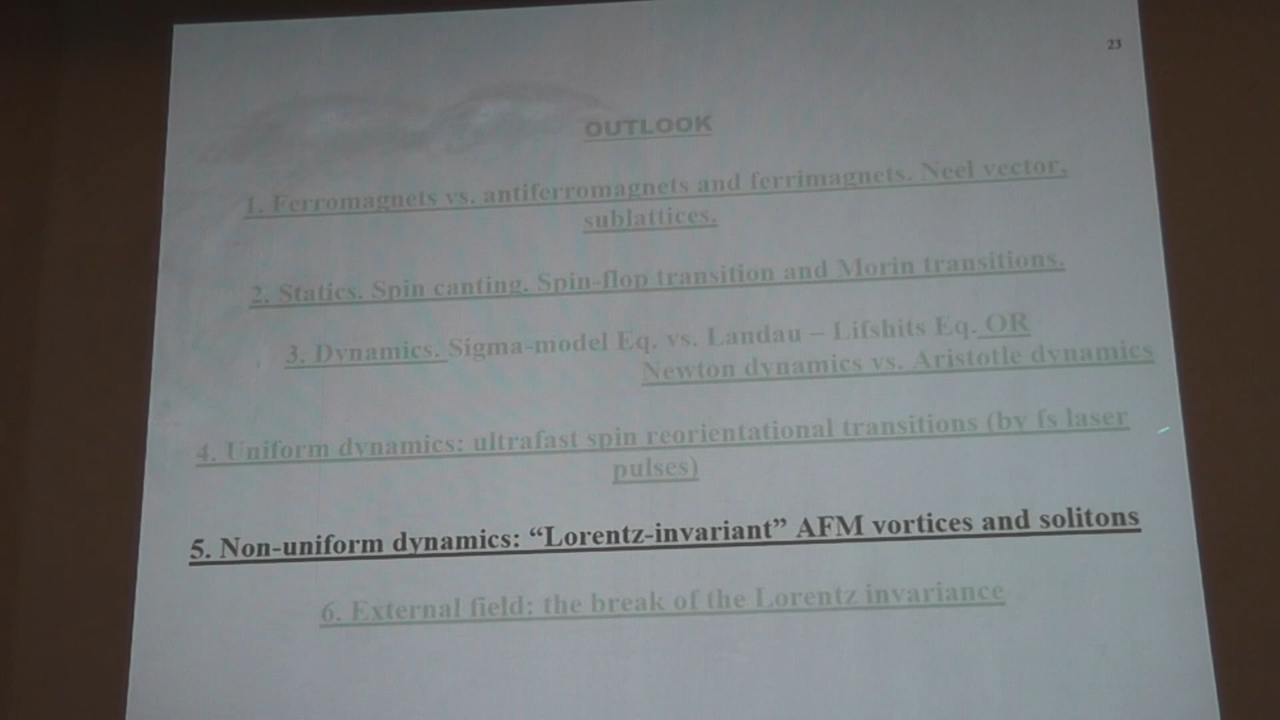 23
OUTLOOK
1. Ferromagnets vs. antiferromagnets and ferrimagnets. Neel vector,
sublattices.
2. Statics. Spin canting. Spin-flop transition and Morin transitions.
3. Dynamics. Sigma-model Eq. vs. Landau – Lifshits Eq. OR
Newton dynamics vs. Aristotle dynamics
4. Uniform dynamics: ultrafast spin reorientational transitions (by fs laser
pulses)
5. Non-uniform dynamics: “Lorentz-invariant” AFM vortices and solitons
6. External field: the break of the Lorentz invariance